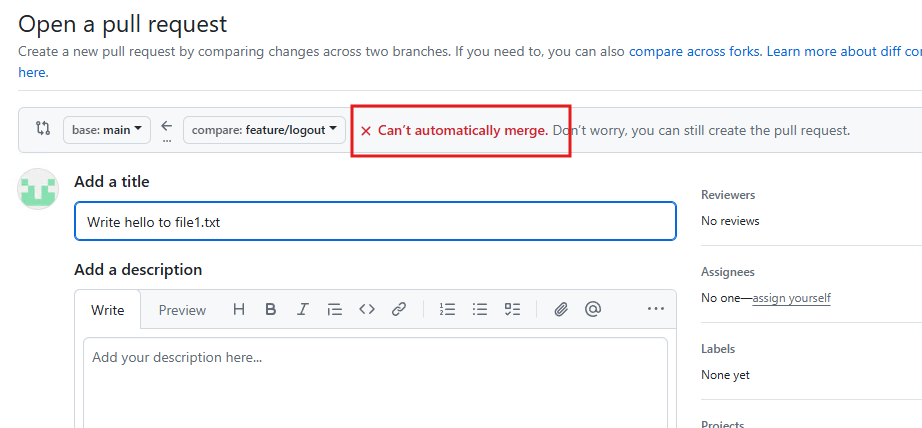 Open a pull request
Create a new pull request by comparing changes across two branches. If you need to, you can also compare across forks. Learn more about diff
here.
base: main
compare: feature/logout
Can't automatically merge. Don't worry, you can still create the pull request.
Add a title
Write hello to file1.txt
Add a description
Write
Preview
Add your description here...
Reviewers
No reviews
Assignees
No one—assign yourself
Labels
None yet
Projects